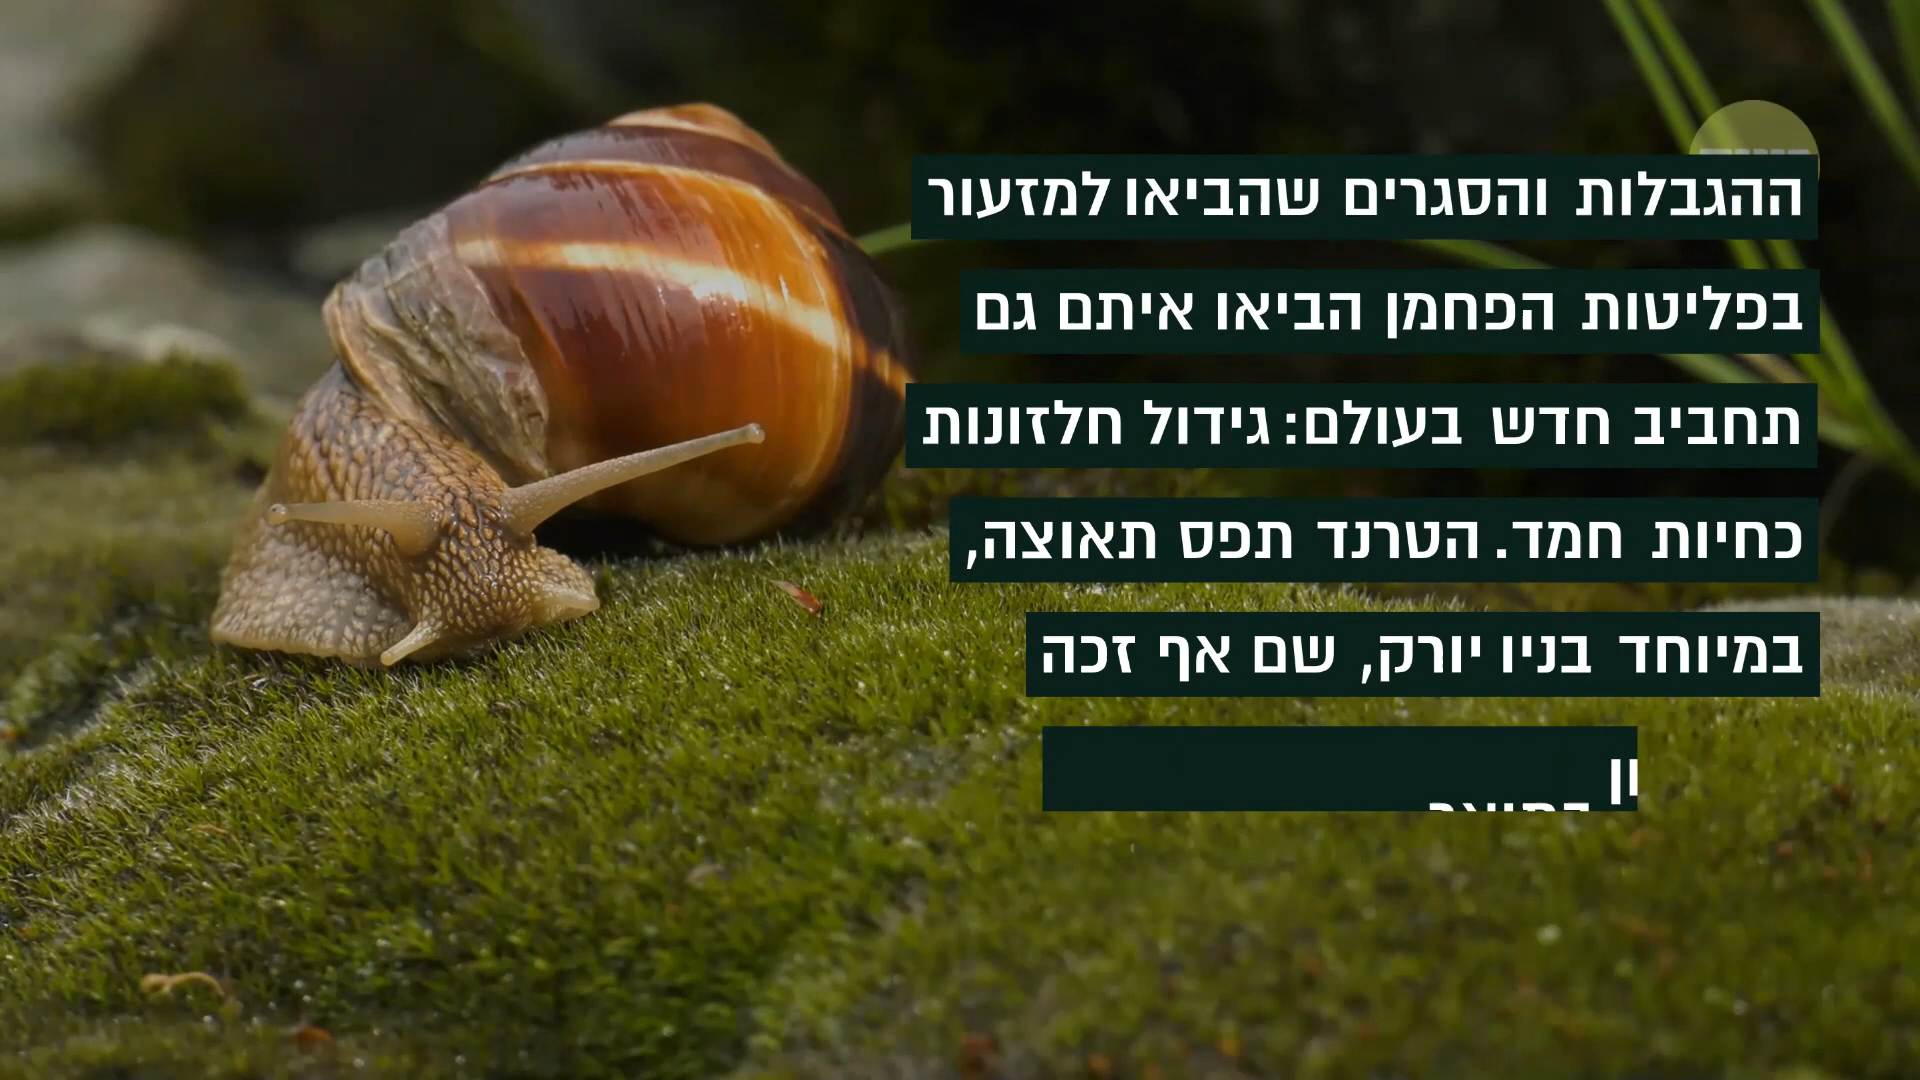 ההגבלות והסגרים שהביאו למזעור
בפליטות הפחמן הביאו איתם גם
תחביב חדש בעולם: גידול חלזונות
כחיות חמד. הטרנד תפס תאוצה,
במיוחד בניו יורק, שם אף זכה